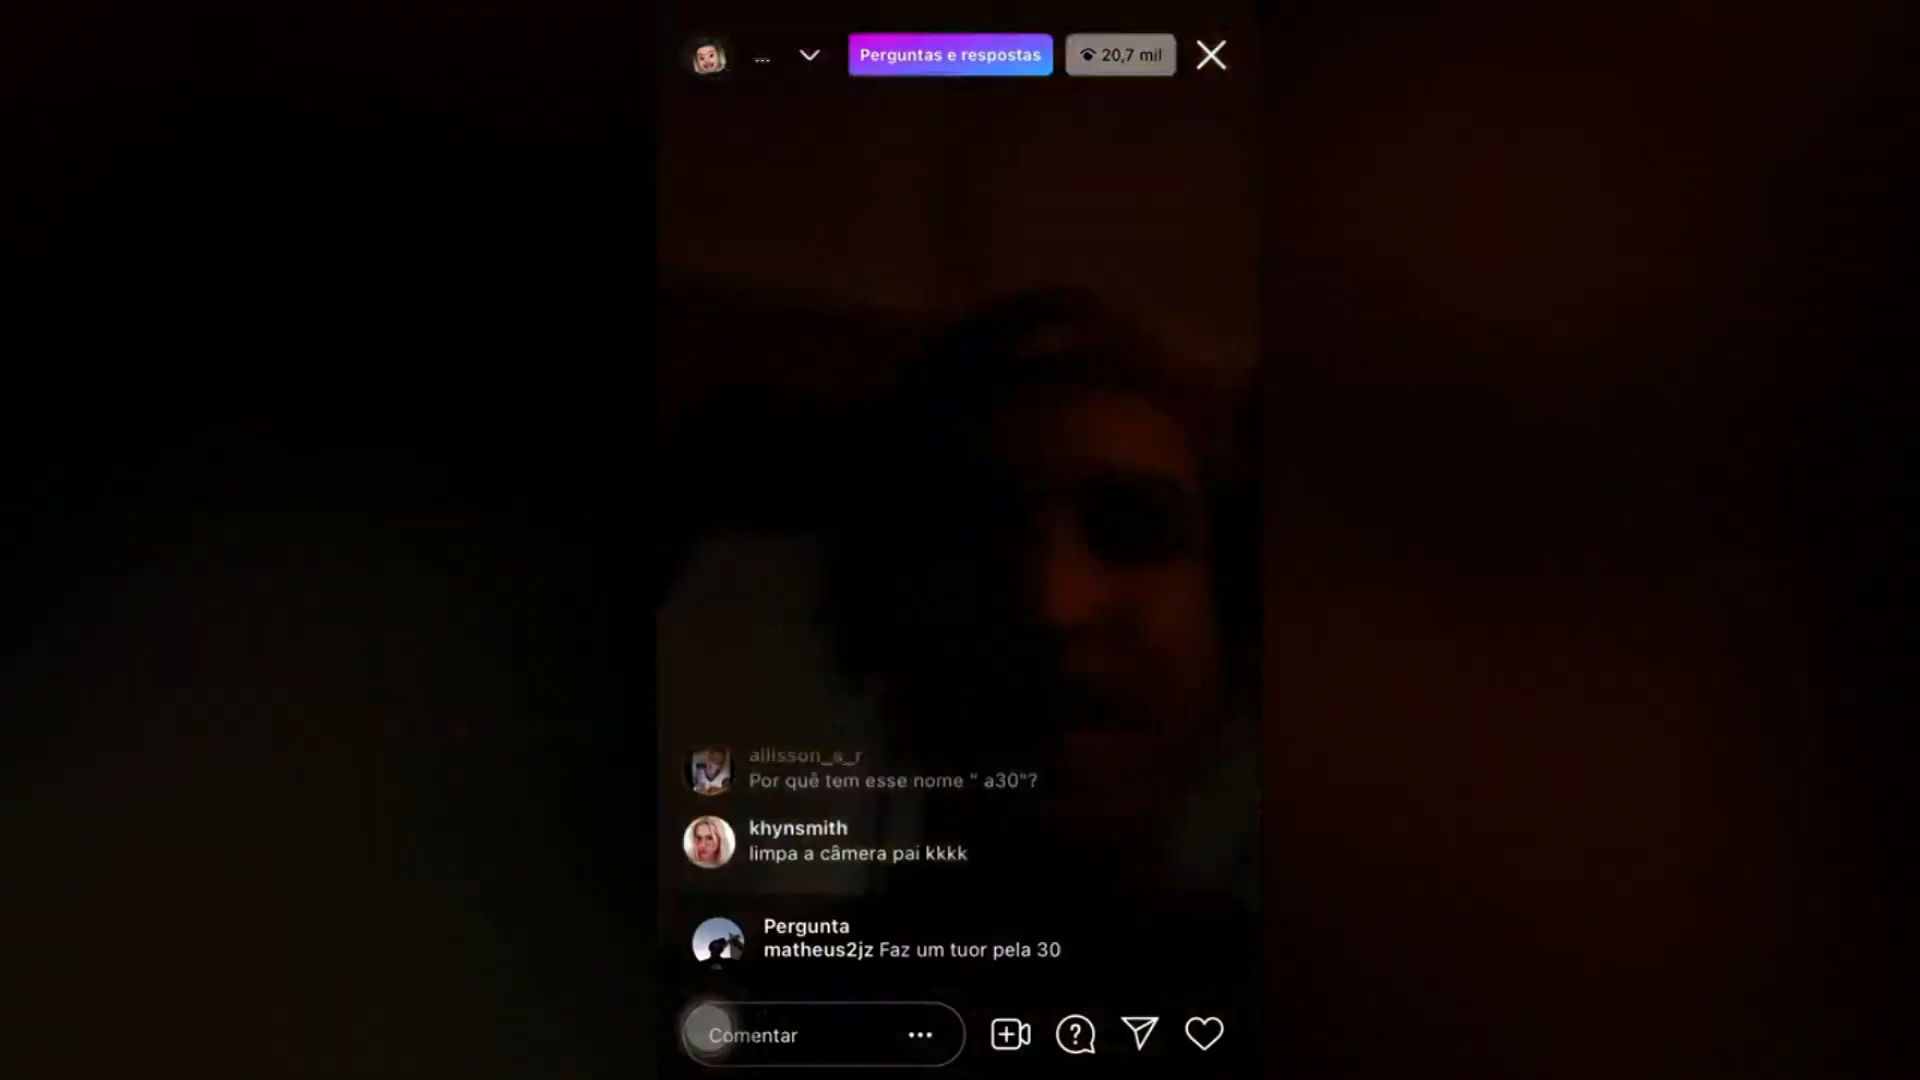 ...
Perguntas e respostas
20,7 mil
allisson_s_r
Por quê tem esse nome " a30"?
khynsmith
limpa a câmera pai kkkk
Pergunta
matheus2jz Faz um tuor pela 30
Comentar